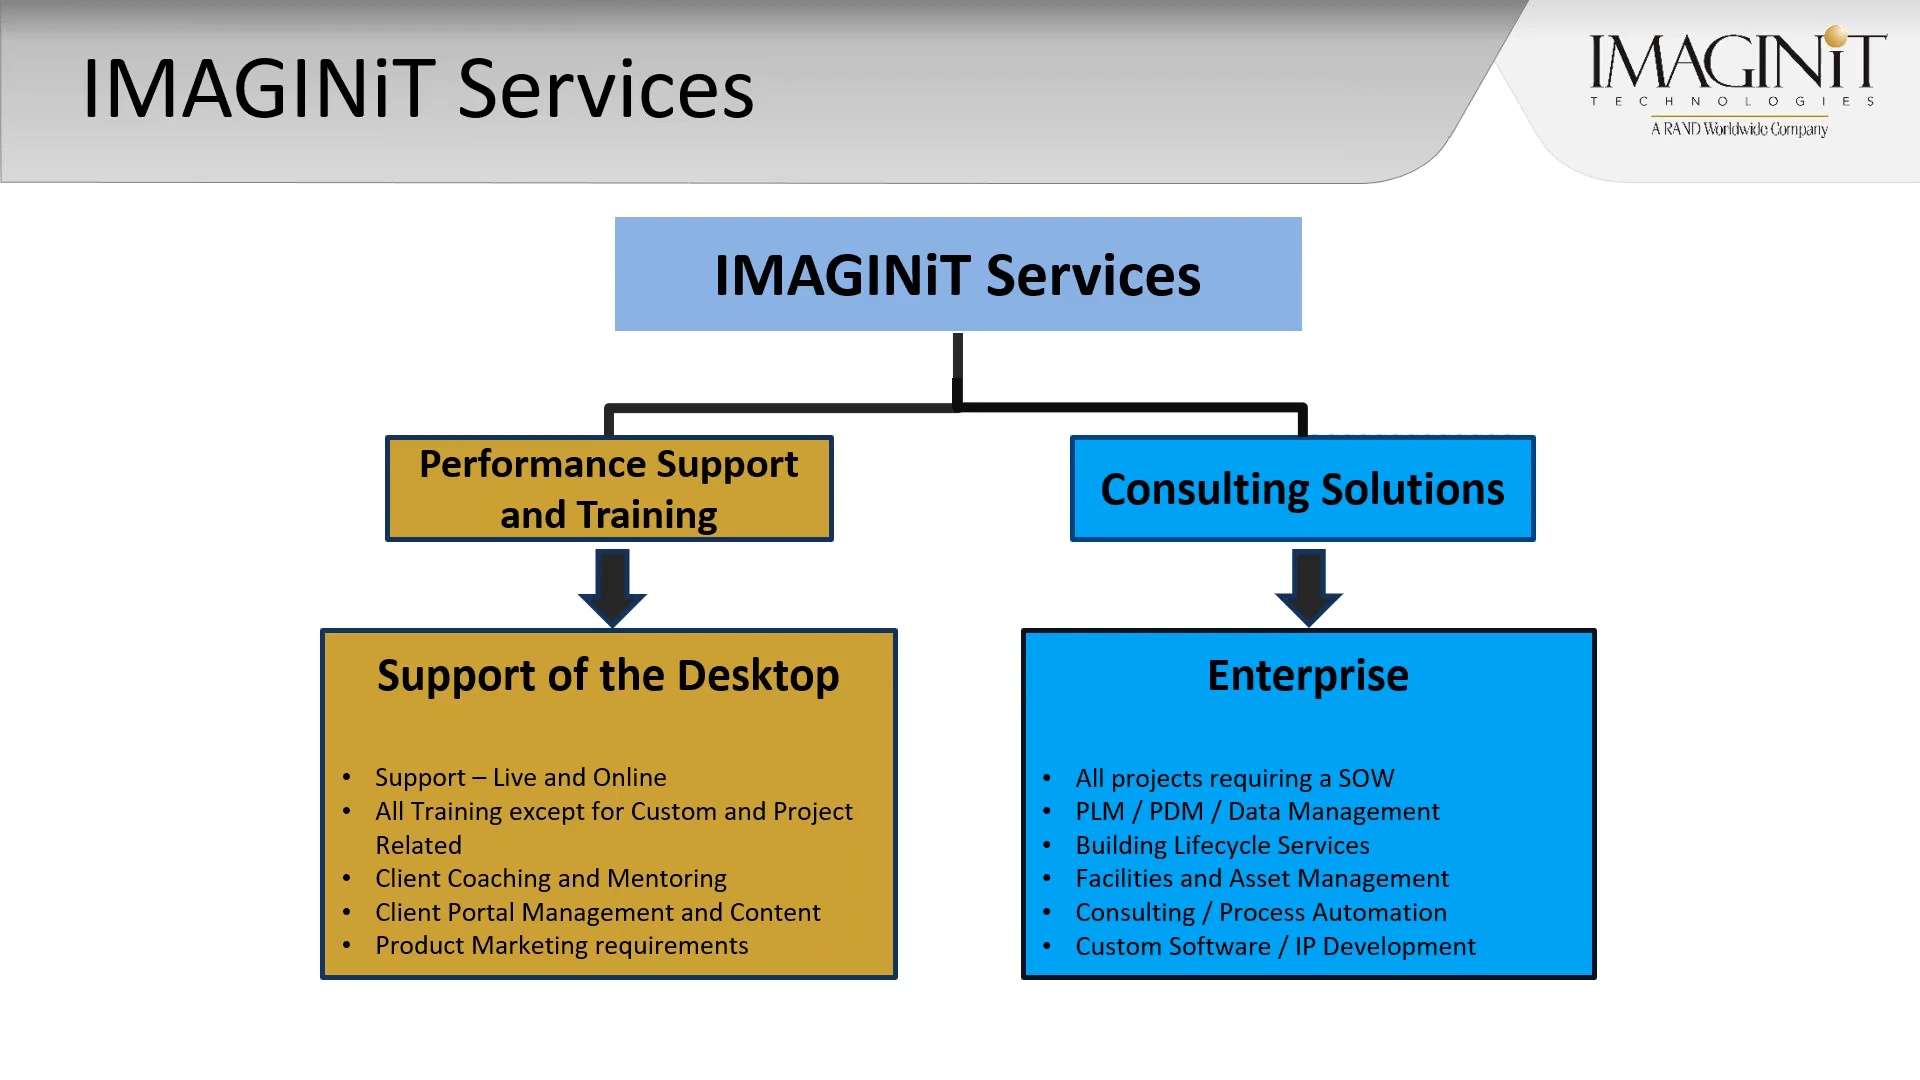 IMAGINiT Services
IMAGINiT
TECHNOLOGIES
A RAND Worldwide Company
IMAGINiT Services
Performance Support
and Training
Consulting Solutions
Support of the Desktop
• Support – Live and Online
• All Training except for Custom and Project
Related
• Client Coaching and Mentoring
• Client Portal Management and Content
• Product Marketing requirements
Enterprise
• All projects requiring a SOW
• PLM / PDM / Data Management
• Building Lifecycle Services
• Facilities and Asset Management
• Consulting / Process Automation
• Custom Software / IP Development